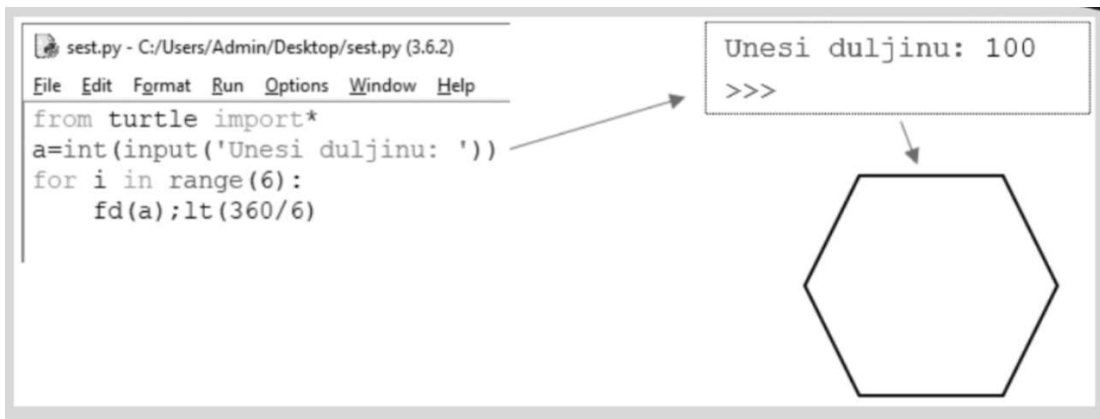 sest.py - C:/Users/Admin/Desktop/sest.py (3.6.2)
File Edit Format Run Options Window Help
from turtle import*
a=int(input('Unesi duljinu: '))
for i in range(6):
    fd(a);lt(360/6)
Unesi duljinu: 100
>>>